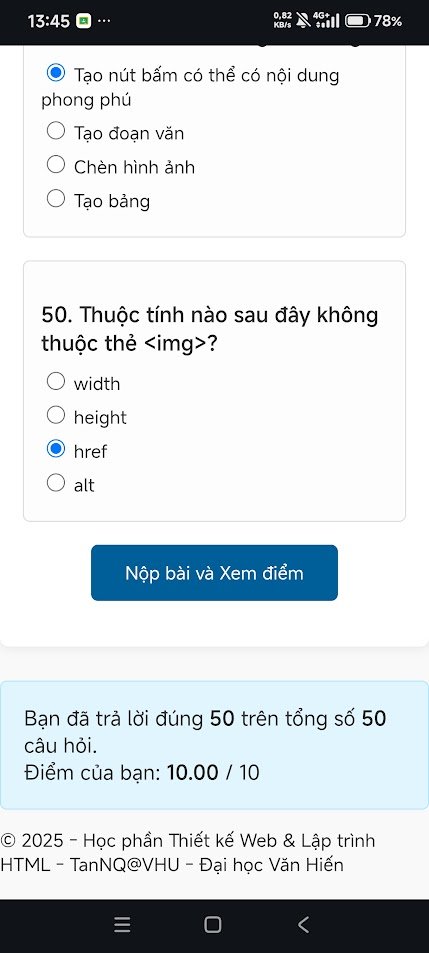 13:45 ... 0,82 KB/s 4G+ 78%
Tạo nút bấm có thể có nội dung
phong phú
Tạo đoạn văn
Chèn hình ảnh
Tạo bảng
50. Thuộc tính nào sau đây không
thuộc thẻ <img>?
width
height
href
alt
Nộp bài và Xem điểm
Bạn đã trả lời đúng 50 trên tổng số 50
câu hỏi.
Điểm của bạn: 10.00 / 10
© 2025 - Học phần Thiết kế Web & Lập trình
HTML - TanNQ@VHU - Đại học Văn Hiến